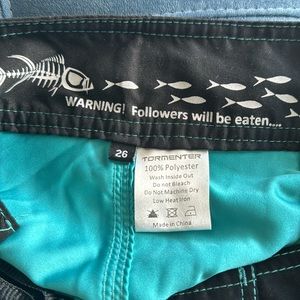 WARNING! Followers will be eaten....
26
TORMENTER
100% Polyester
Wash Inside Out
Do not Bleach
Do Not Machine Dry
Low Heat Iron
Made in China